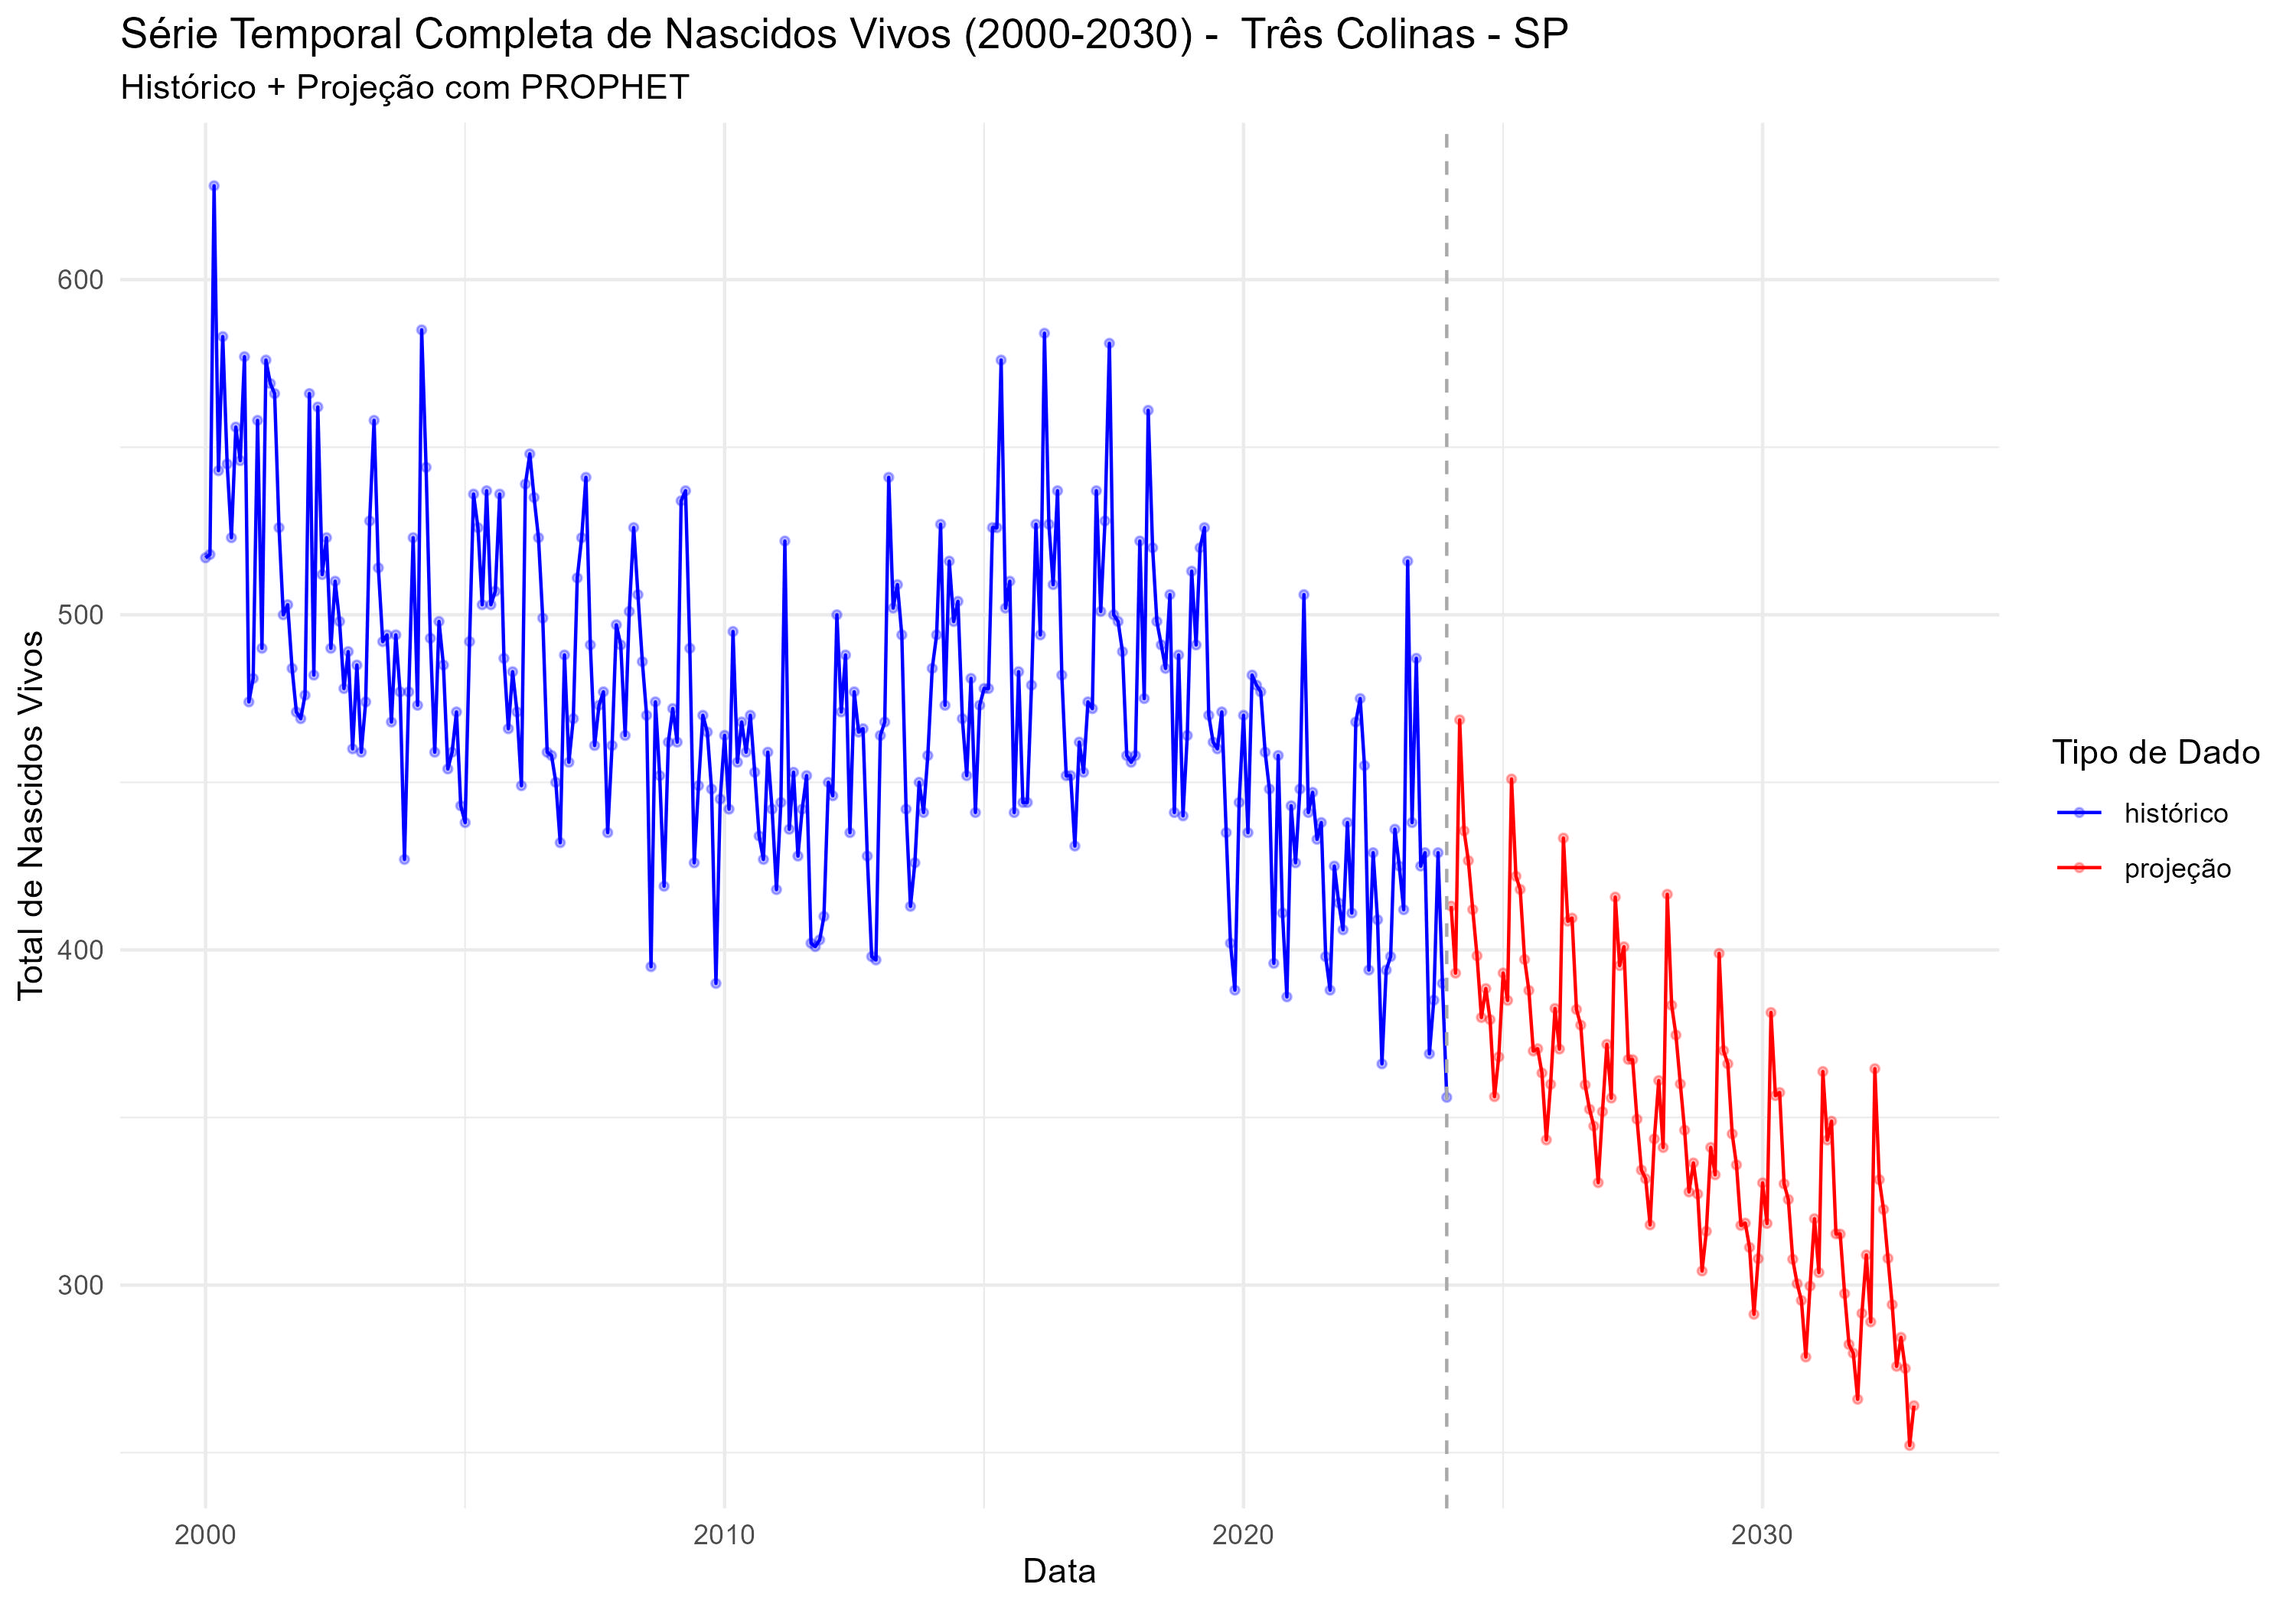 Série Temporal Completa de Nascidos Vivos (2000-2030) -  Três Colinas - SP
Histórico + Projeção com PROPHET
Total de Nascidos Vivos
600
500
400
300
2000
2010
2020
2030
Data
Tipo de Dado
histórico
projeção